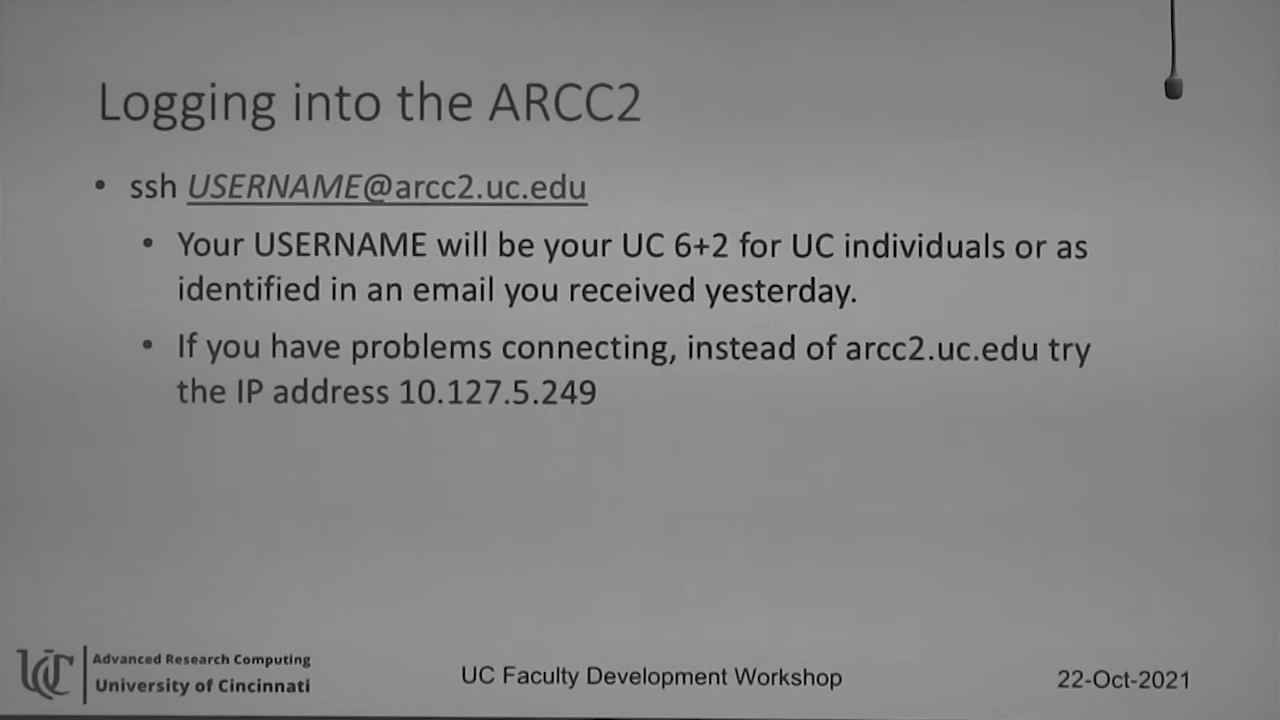 Logging into the ARCC2
• ssh USERNAME@arcc2.uc.edu
• Your USERNAME will be your UC 6+2 for UC individuals or as
identified in an email you received yesterday.
• If you have problems connecting, instead of arcc2.uc.edu try
the IP address 10.127.5.249
UC
Advanced Research Computing
University of Cincinnati
UC Faculty Development Workshop
22-Oct-2021